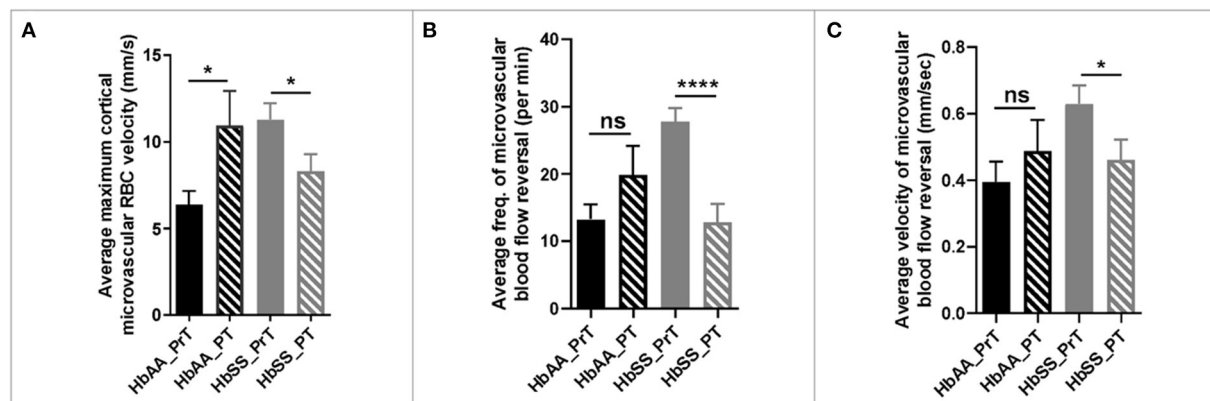 A
Average maximum cortical
microvascular RBC velocity (mm/s)
15
10
5
0
*
*
HbAA_PrT
HbAA_PT
HbSS_PrT
HbSS_PT
B
Average freq. of microvascular
blood flow reversal (per min)
40
30
20
10
0
ns
****
HbAA_PrT
HbAA_PT
HbSS_PrT
HbSS_PT
C
Average velocity of microvascular
blood flow reversal (mm/sec)
0.8
0.6
0.4
0.2
0.0
ns
*
HbAA_PrT
HbAA_PT
HbSS_PrT
HbSS_PT